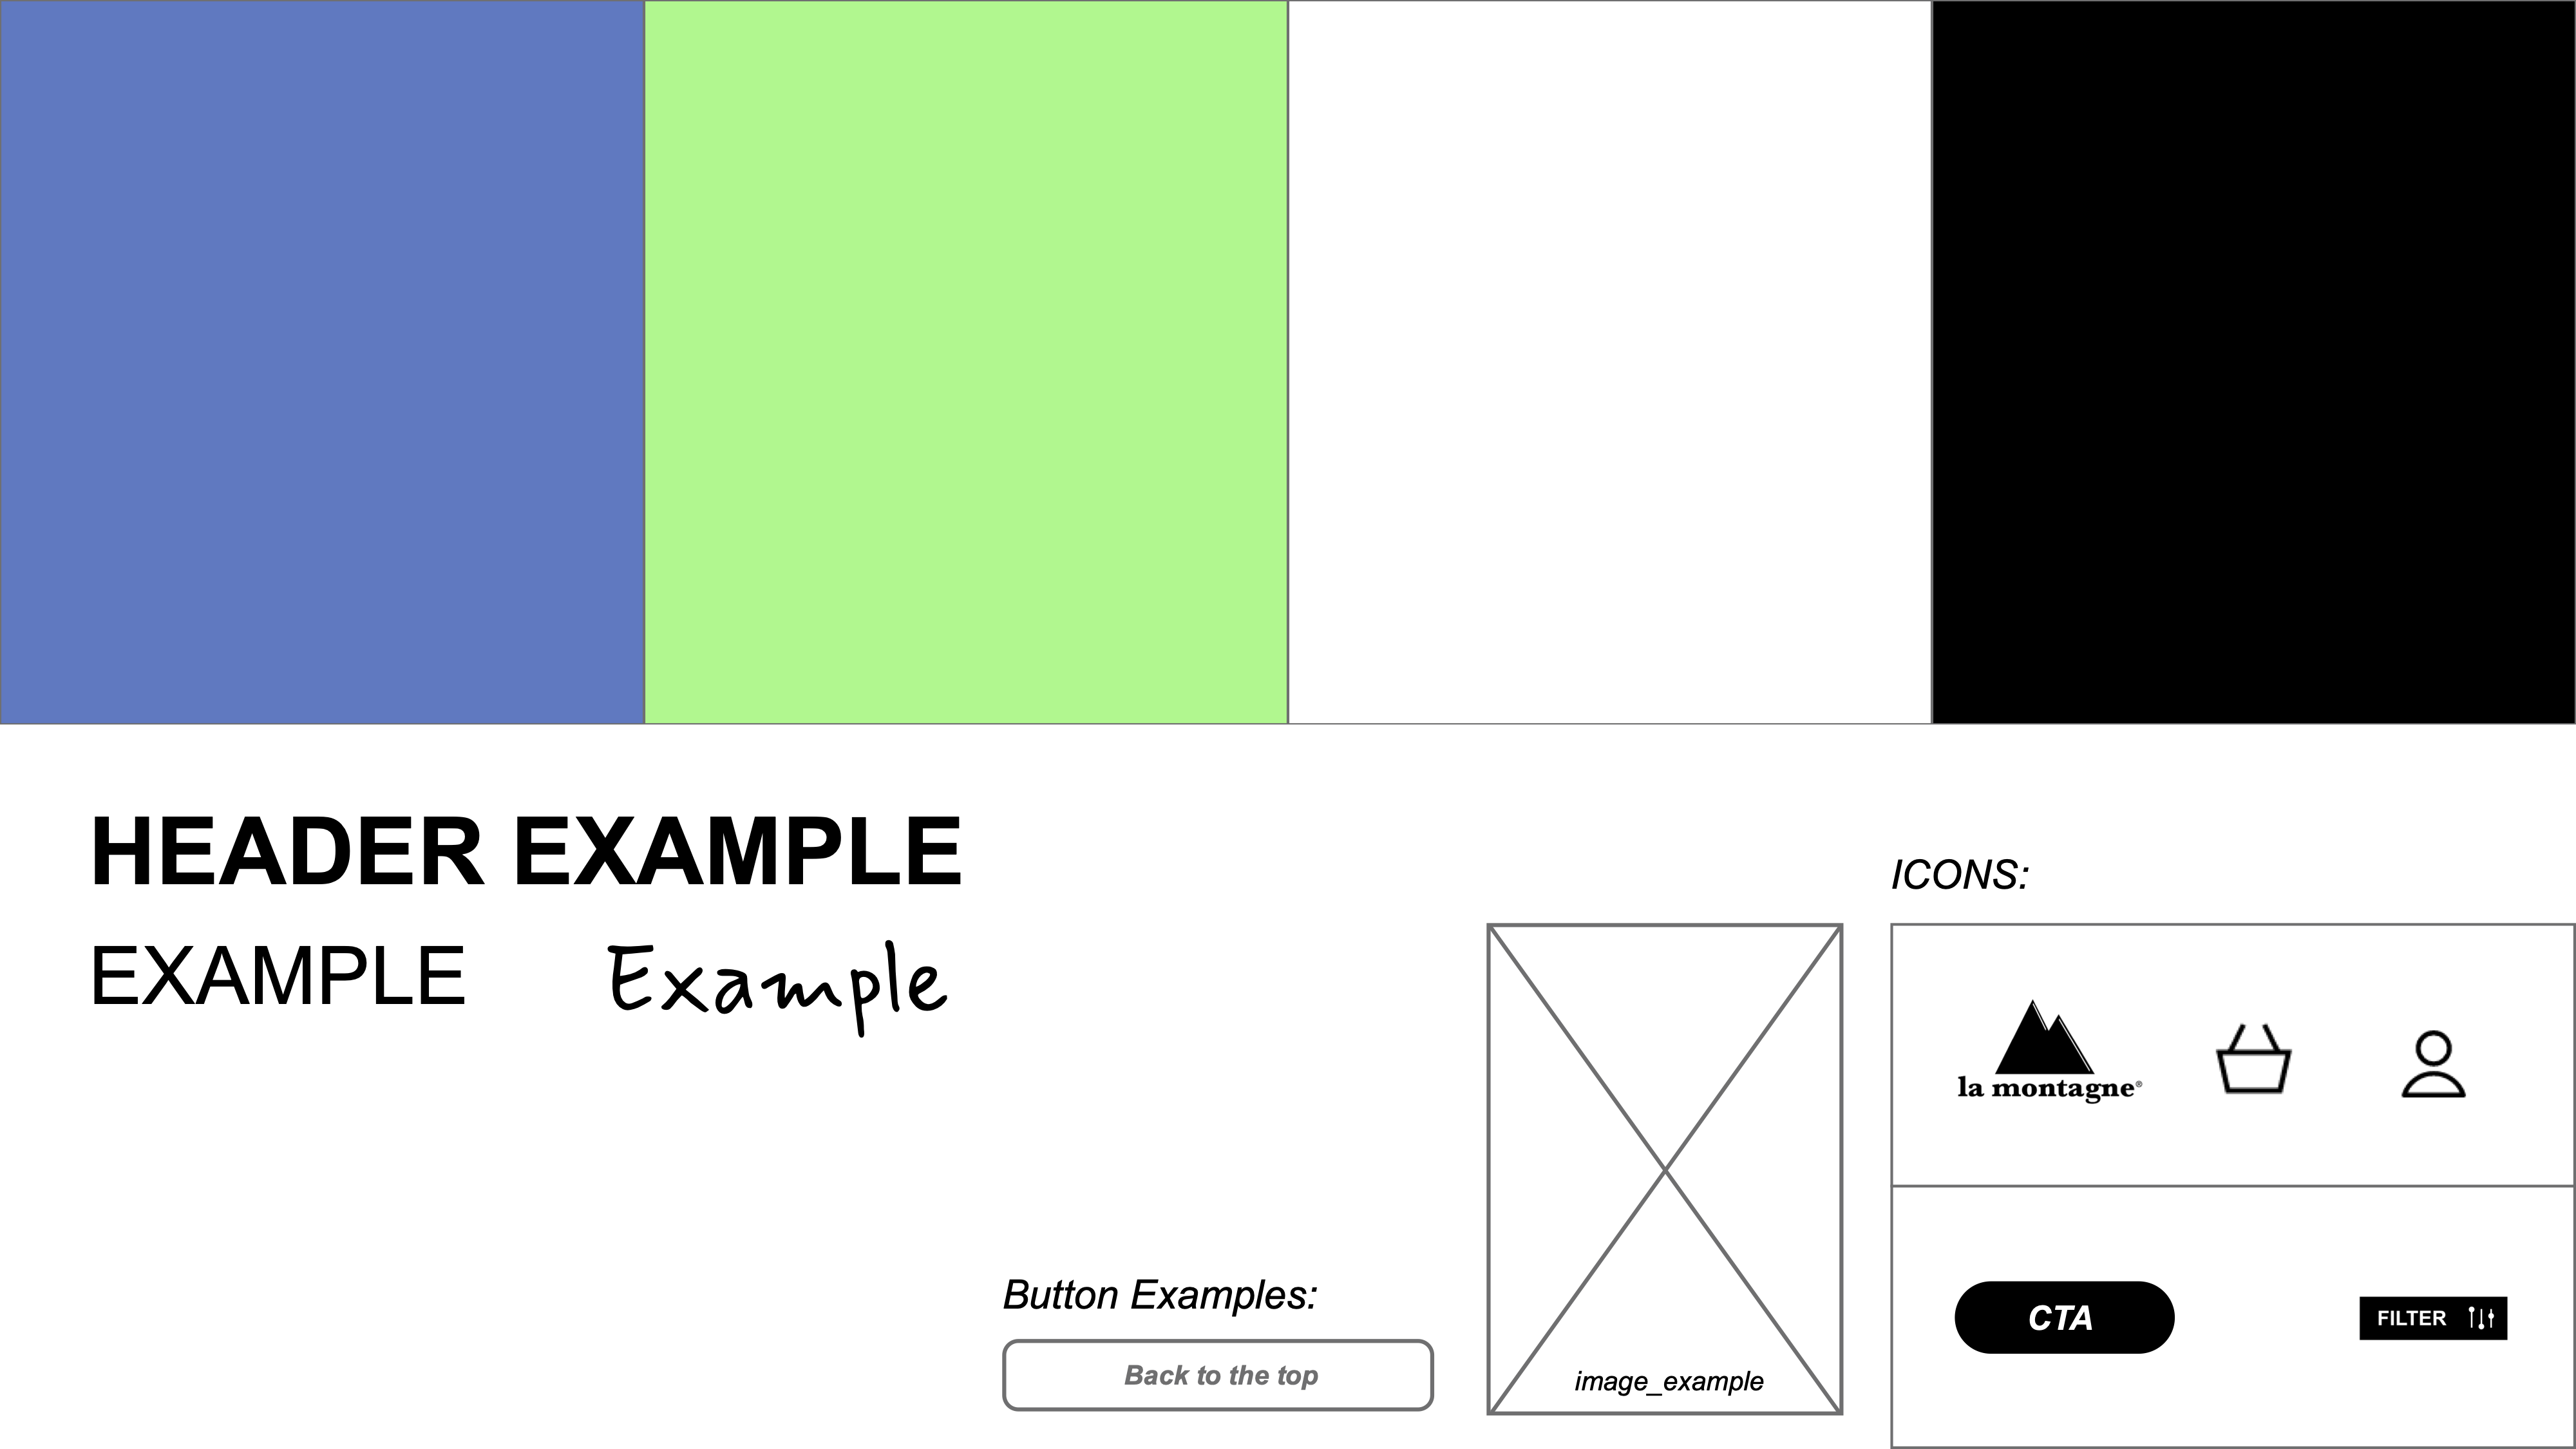 HEADER EXAMPLE
EXAMPLE
Example
ICONS:
la montagne®
Button Examples:
Back to the top
image_example
CTA
FILTER